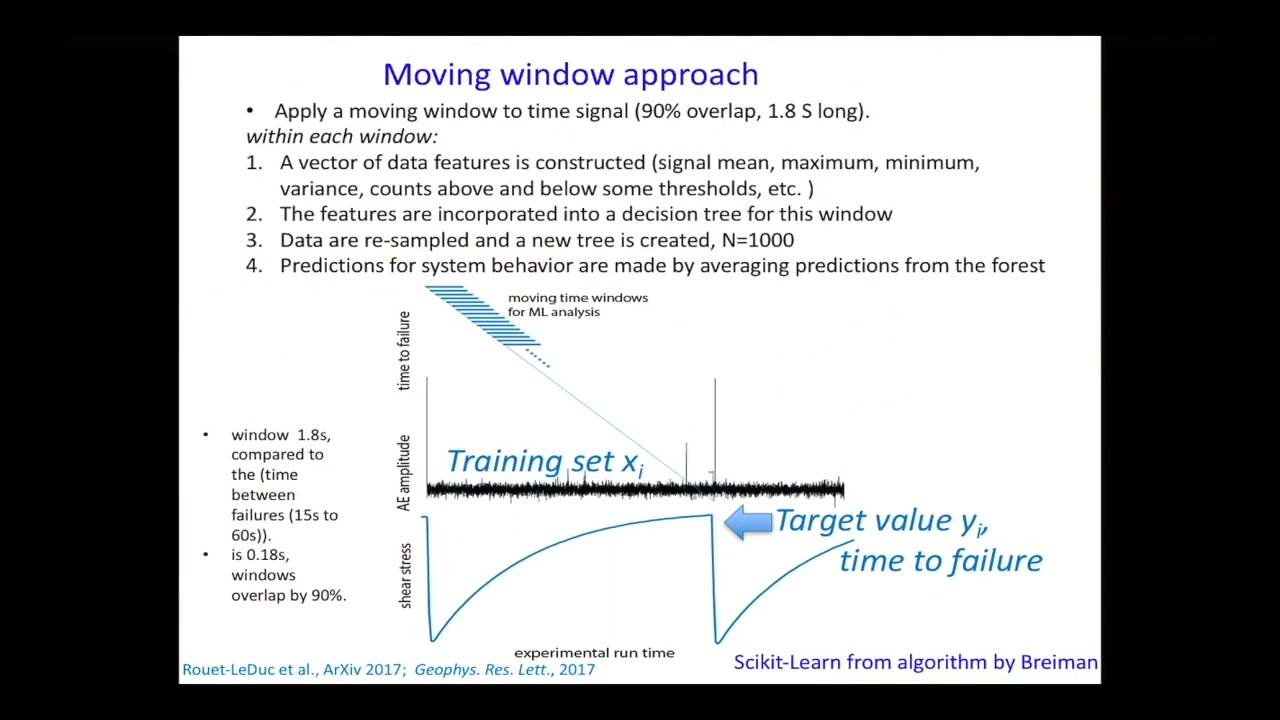 Moving window approach
• Apply a moving window to time signal (90% overlap, 1.8 S long).
within each window:
1. A vector of data features is constructed (signal mean, maximum, minimum,
variance, counts above and below some thresholds, etc. )
2. The features are incorporated into a decision tree for this window
3. Data are re-sampled and a new tree is created, N=1000
4. Predictions for system behavior are made by averaging predictions from the forest
moving time windows
for ML analysis
time to failure
• window 1.8s,
compared to
the (time
between
failures (15s to
60s)).
• is 0.18s,
windows
overlap by 90%.
AE amplitude
Training set xi
shear stress
Target value yi,
time to failure
experimental run time
Rouet-LeDuc et al., ArXiv 2017; Geophys. Res. Lett., 2017
Scikit-Learn from algorithm by Breiman